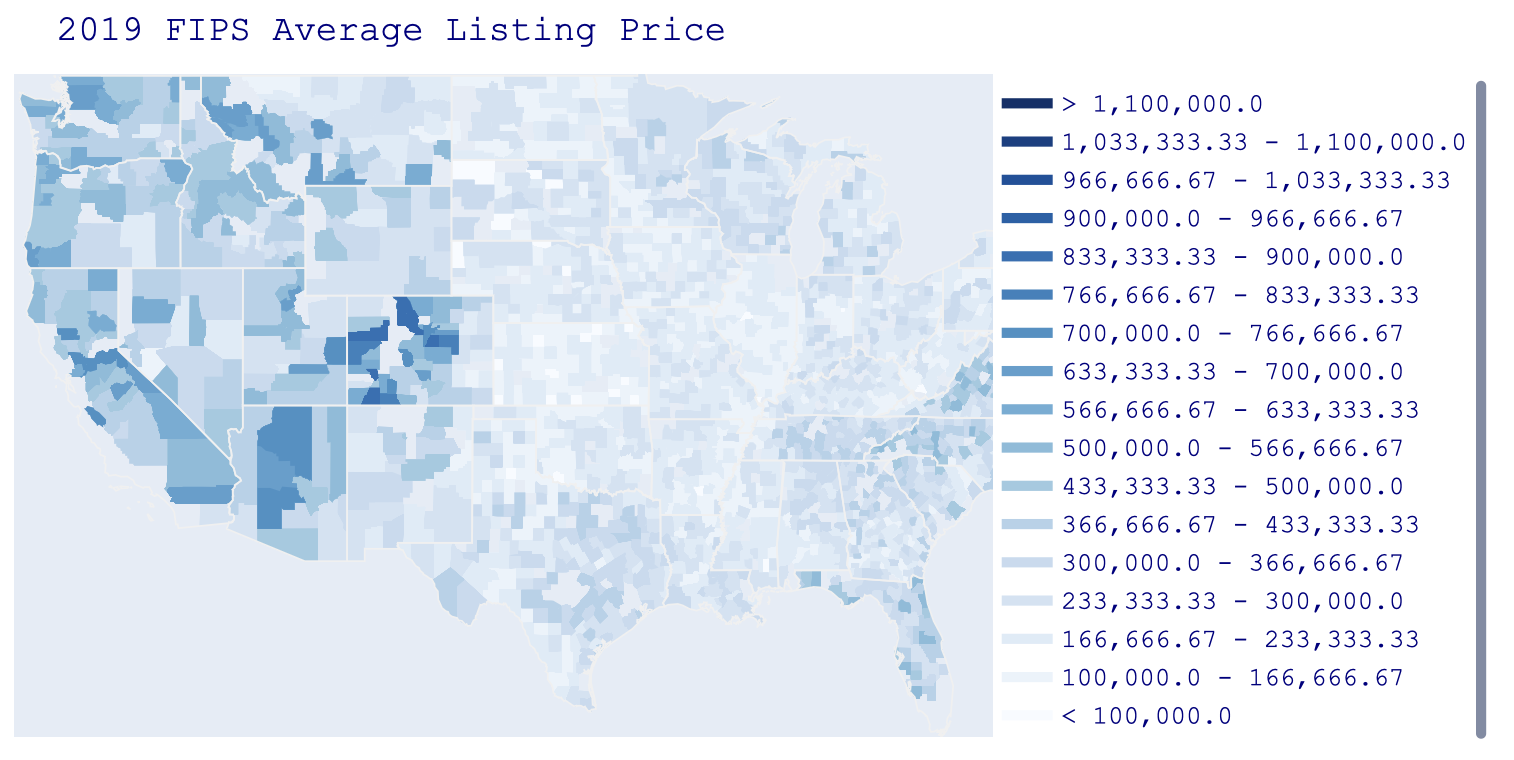 2019 FIPS Average Listing Price
> 1,100,000.0
1,033,333.33 - 1,100,000.0
966,666.67 - 1,033,333.33
900,000.0 - 966,666.67
833,333.33 - 900,000.0
766,666.67 - 833,333.33
700,000.0 - 766,666.67
633,333.33 - 700,000.0
566,666.67 - 633,333.33
500,000.0 - 566,666.67
433,333.33 - 500,000.0
366,666.67 - 433,333.33
300,000.0 - 366,666.67
233,333.33 - 300,000.0
166,666.67 - 233,333.33
100,000.0 - 166,666.67
< 100,000.0